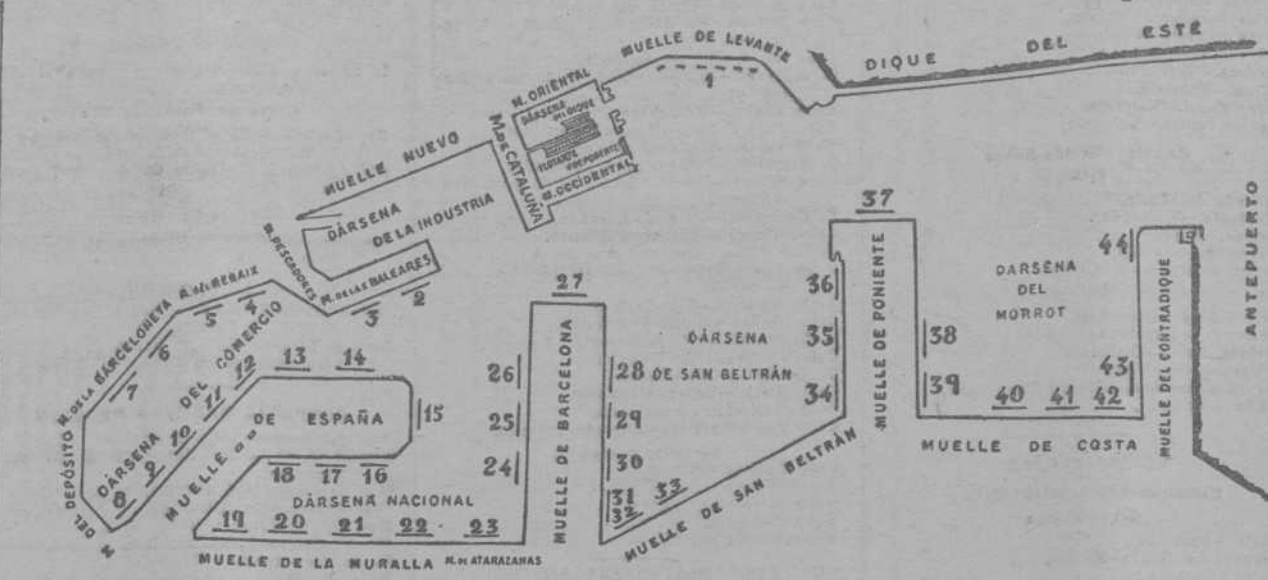 MUELLE DE LEVANTE
1
DIQUE DEL ESTE
M. ORIENTAL
DÁRSENA
DEL DIQUE
FLOTANTE
Y DEPONENTE
M. OCCIDENTAL
M. DE CATALUÑA
MUELLE NUEVO
DÁRSENA
DE LA INDUSTRIA
M. PESCADORES
M. DE LAS BALEARES
2
3
M. DEL REBAIX
4
5
M. DE LA BARCELONETA
6
7
M. DEL DEPÓSITO
DÁRSENA DEL COMERCIO
8
9
10
11
12
13
14
15
MUELLE DE ESPAÑA
18 17 16
DÁRSENA NACIONAL
19 20 21 22 23
MUELLE DE LA MURALLA
M. DE ATARAZANAS
24
25
26
27
MUELLE DE BARCELONA
28
29
30
31
32
33
DÁRSENA
DE SAN BELTRÁN
MUELLE DE SAN BELTRÁN
34
35
36
37
MUELLE DE PONIENTE
38
39
DARSENA
DEL
MORROT
40 41 42
43
44
MUELLE DE COSTA
MUELLE DEL CONTRADIQUE
ANTEPUERTO